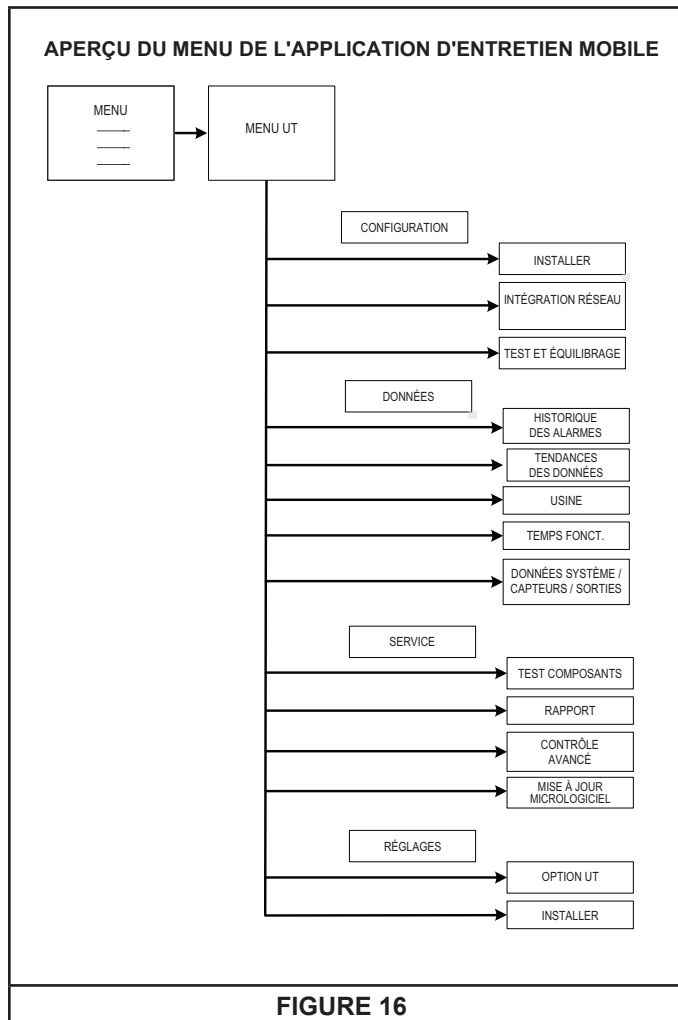 APERÇU DU MENU DE L'APPLICATION D'ENTRETIEN MOBILE
MENU
MENU UT
CONFIGURATION
INSTALLER
INTÉGRATION RÉSEAU
TEST ET ÉQUILIBRAGE
DONNÉES
HISTORIQUE
DES ALARMES
TENDANCES
DES DONNÉES
USINE
TEMPS FONCT.
DONNÉES SYSTÈME /
CAPTEURS / SORTIES
SERVICE
TEST COMPOSANTS
RAPPORT
CONTRÔLE
AVANCÉ
MISE À JOUR
MICROLOGICIEL
RÉGLAGES
OPTION UT
INSTALLER
FIGURE 16